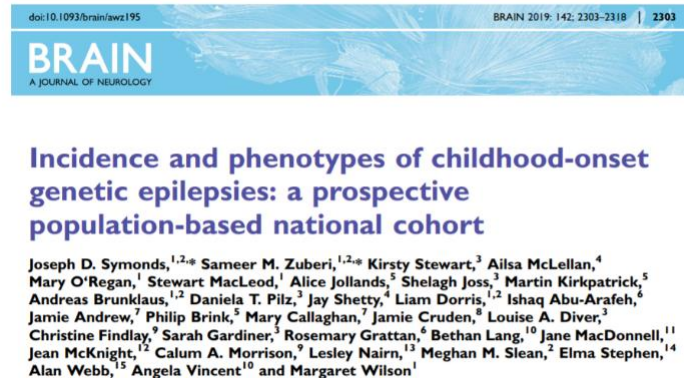 doi:10.1093/brain/awz195
BRAIN 2019: 142; 2303–2318 | 2303
BRAIN
A JOURNAL OF NEUROLOGY
Incidence and phenotypes of childhood-onset
genetic epilepsies: a prospective
population-based national cohort
Joseph D. Symonds,1,2,* Sameer M. Zuberi,1,2,* Kirsty Stewart,3 Ailsa McLellan,4
Mary O'Regan,1 Stewart MacLeod,1 Alice Jollands,5 Shelagh Joss,3 Martin Kirkpatrick,5
Andreas Brunklaus,1,2 Daniela T. Pilz,3 Jay Shetty,4 Liam Dorris,1,2 Ishaq Abu-Arafeh,6
Jamie Andrew,7 Philip Brink,5 Mary Callaghan,7 Jamie Cruden,8 Louise A. Diver,3
Christine Findlay,9 Sarah Gardiner,3 Rosemary Grattan,6 Bethan Lang,10 Jane MacDonnell,11
Jean McKnight,12 Calum A. Morrison,9 Lesley Nairn,13 Meghan M. Slean,2 Elma Stephen,14
Alan Webb,15 Angela Vincent10 and Margaret Wilson1